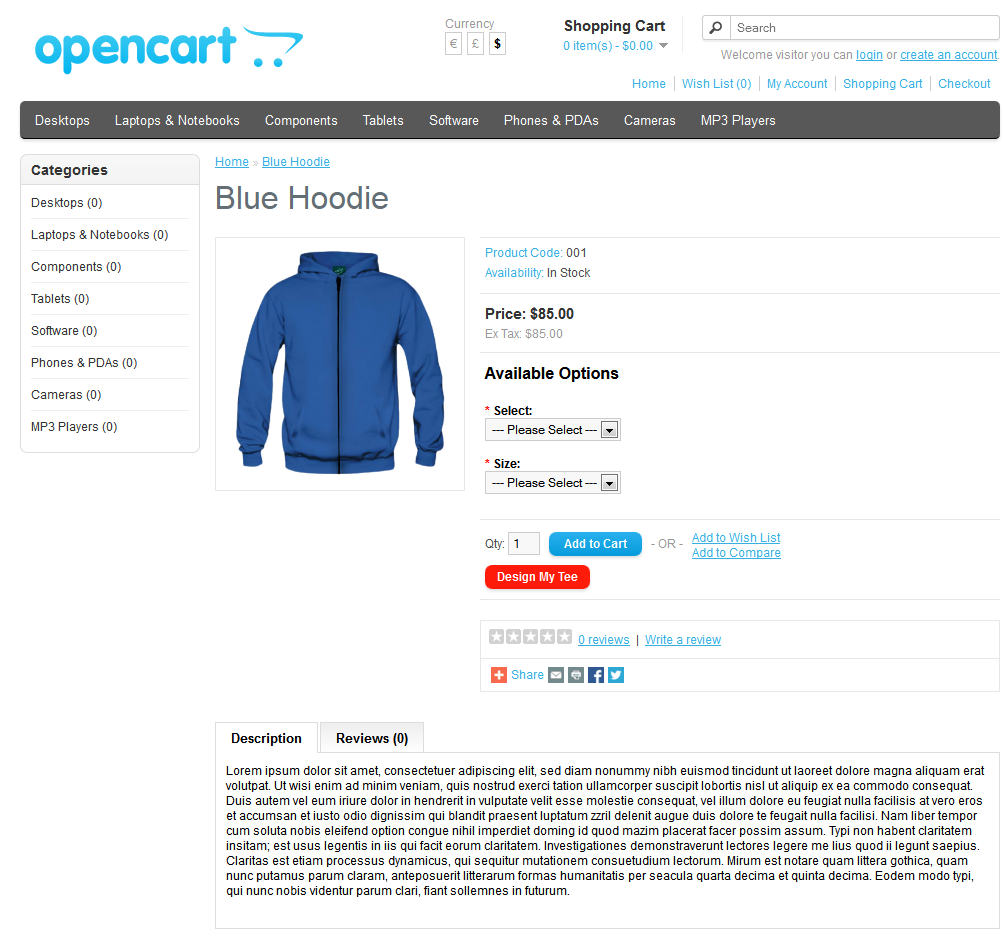 opencart
Currency
€ £ $
Shopping Cart
0 item(s) - $0.00
Search
Welcome visitor you can login or create an account.
Home Wish List (0) My Account Shopping Cart Checkout
Desktops Laptops & Notebooks Components Tablets Software Phones & PDAs Cameras MP3 Players
Categories
Desktops (0)
Laptops & Notebooks (0)
Components (0)
Tablets (0)
Software (0)
Phones & PDAs (0)
Cameras (0)
MP3 Players (0)
Home » Blue Hoodie
Blue Hoodie
Product Code: 001
Availability: In Stock
Price: $85.00
Ex Tax: $85.00
Available Options
* Select:
--- Please Select ---
* Size:
--- Please Select ---
Qty: 1 Add to Cart - OR - Add to Wish List
Add to Compare
Design My Tee
0 reviews | Write a review
Share
Description Reviews (0)
Lorem ipsum dolor sit amet, consectetuer adipiscing elit, sed diam nonummy nibh euismod tincidunt ut laoreet dolore magna aliquam erat
volutpat. Ut wisi enim ad minim veniam, quis nostrud exerci tation ullamcorper suscipit lobortis nisl ut aliquip ex ea commodo consequat.
Duis autem vel eum iriure dolor in hendrerit in vulputate velit esse molestie consequat, vel illum dolore eu feugiat nulla facilisis at vero eros
et accumsan et iusto odio dignissim qui blandit praesent luptatum zzril delenit augue duis dolore te feugait nulla facilisi. Nam liber tempor
cum soluta nobis eleifend option congue nihil imperdiet doming id quod mazim placerat facer possim assum. Typi non habent claritatem
insitam; est usus legentis in iis qui facit eorum claritatem. Investigationes demonstraverunt lectores legere me lius quod ii legunt saepius.
Claritas est etiam processus dynamicus, qui sequitur mutationem consuetudium lectorum. Mirum est notare quam littera gothica, quam
nunc putamus parum claram, anteposuerit litterarum formas humanitatis per seacula quarta decima et quinta decima. Eodem modo typi,
qui nunc nobis videntur parum clari, fiant sollemnes in futurum.